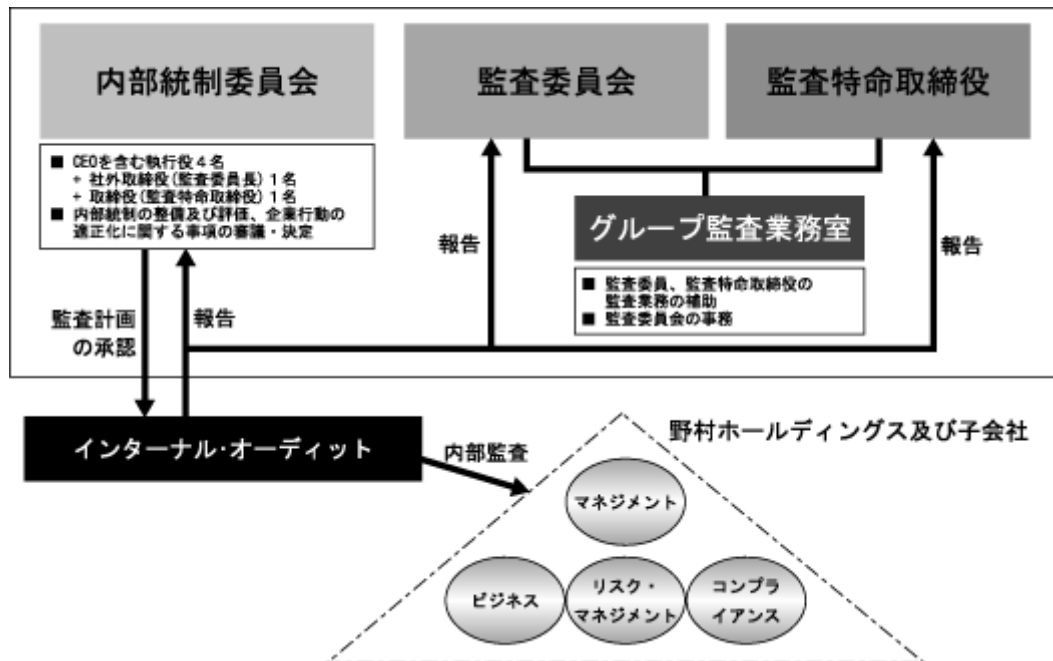 内部統制委員会
監査委員会
監査特命取締役
■ CEOを含む執行役4名
+ 社外取締役(監査委員長)1名
+ 取締役(監査特命取締役)1名
■ 内部統制の整備及び評価、企業行動の
適正化に関する事項の審議・決定
グループ監査業務室
■ 監査委員、監査特命取締役の
監査業務の補助
■ 監査委員会の事務
報告
報告
監査計画
の承認
報告
インターナル・オーディット
内部監査
野村ホールディングス及び子会社
マネジメント
ビジネス
リスク・
マネジメント
コンプラ
イアンス